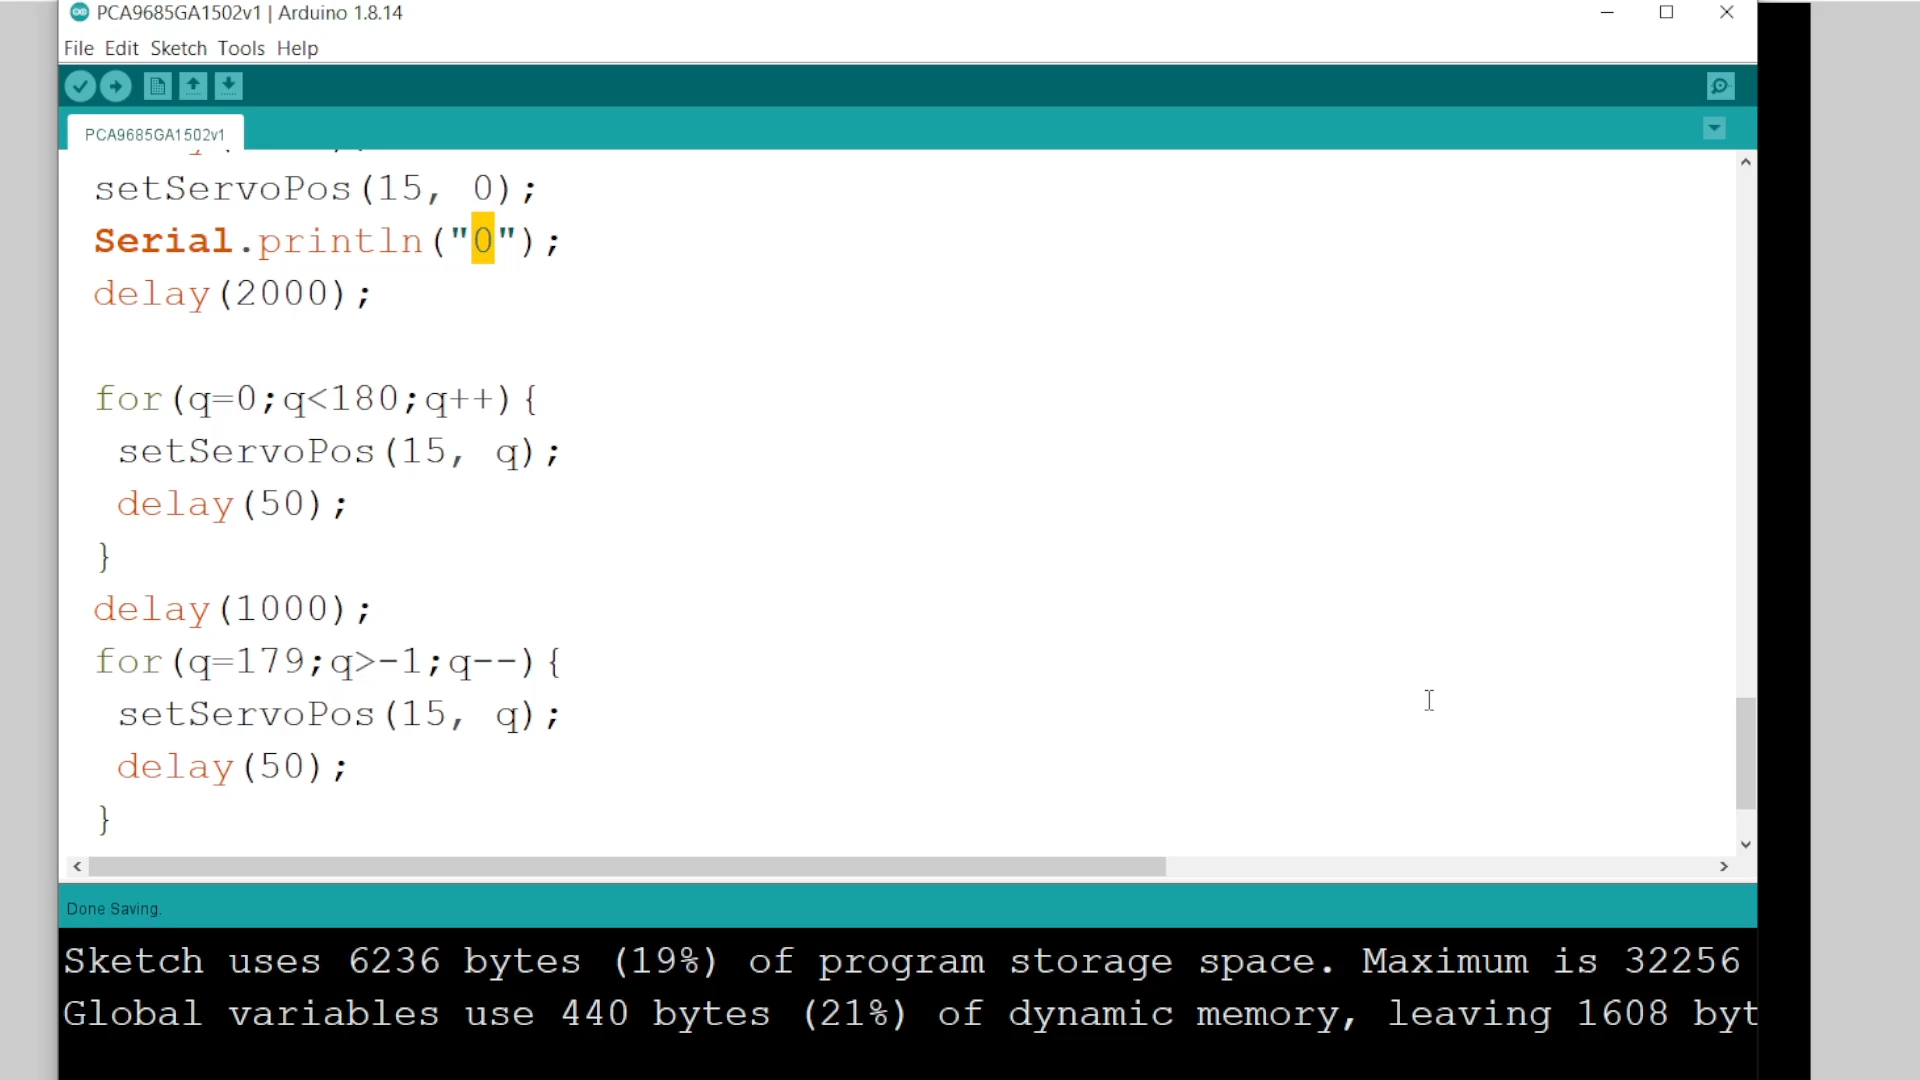 PCA9685GA1502v1 | Arduino 1.8.14
File Edit Sketch Tools Help
PCA9685GA1502v1
setServoPos(15, 0);
Serial.println("0");
delay(2000);
for(q=0;q<180;q++){
setServoPos(15, q);
delay(50);
}
delay(1000);
for(q=179;q>-1;q--){
setServoPos(15, q);
delay(50);
}
Done Saving.
Sketch uses 6236 bytes (19%) of program storage space. Maximum is 32256
Global variables use 440 bytes (21%) of dynamic memory, leaving 1608 byt